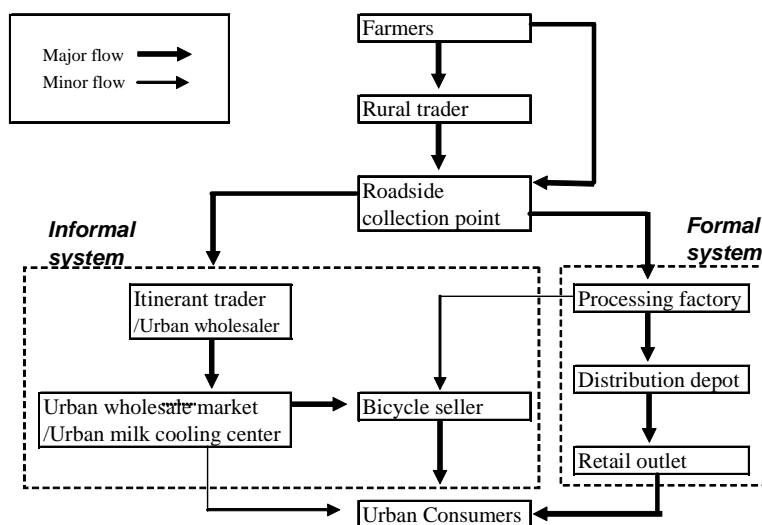 Farmers
Major flow
Minor flow
Rural trader
Roadside
collection point
Informal
system
Formal
system
Itinerant trader
/Urban wholesaler
Processing factory
Urban wholesale market
/Urban milk cooling center
Bicycle seller
Distribution depot
Retail outlet
Urban Consumers